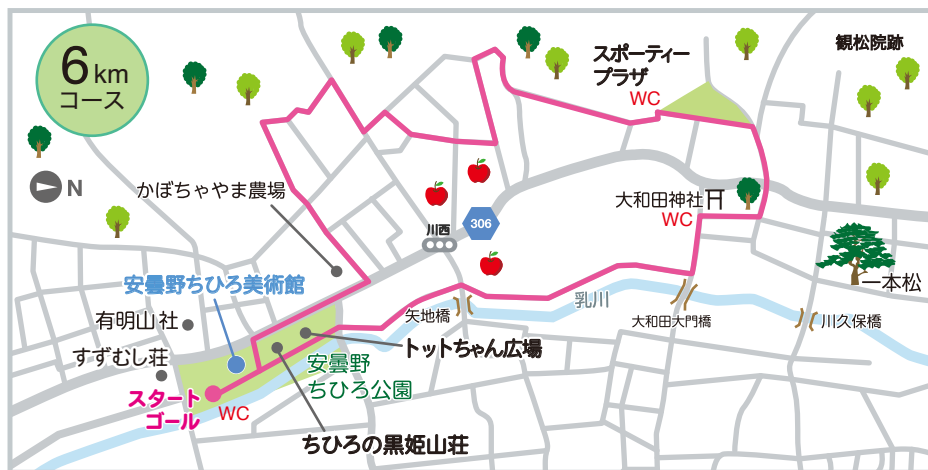 6km
コース
N
観松院跡
スポーティー
プラザ
WC
かぼちゃやま農場
大和田神社
WC
川西
306
一本松
安曇野ちひろ美術館
乳川
有明山社
矢地橋
大和田大門橋
川久保橋
すずむし荘
トットちゃん広場
安曇野
ちひろ公園
スタート
ゴール
WC
ちひろの黒姫山荘